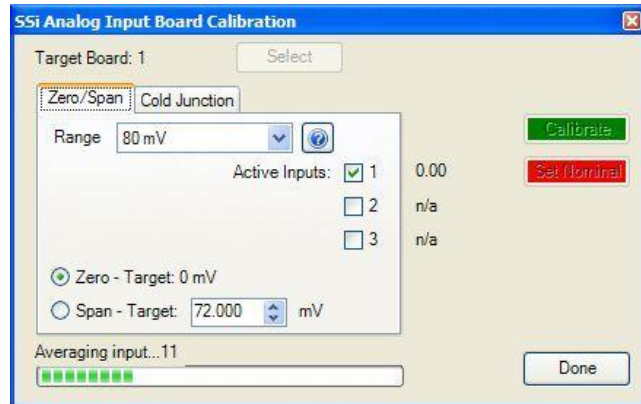 SSi Analog Input Board Calibration
Target Board: 1 Select
Zero/Span Cold Junction
Range 80 mV Calibrate
Active Inputs: 1 0.00 Set Nominal
2 n/a
3 n/a
Zero - Target: 0 mV
Span - Target: 72.000 mV
Averaging input...11
Done